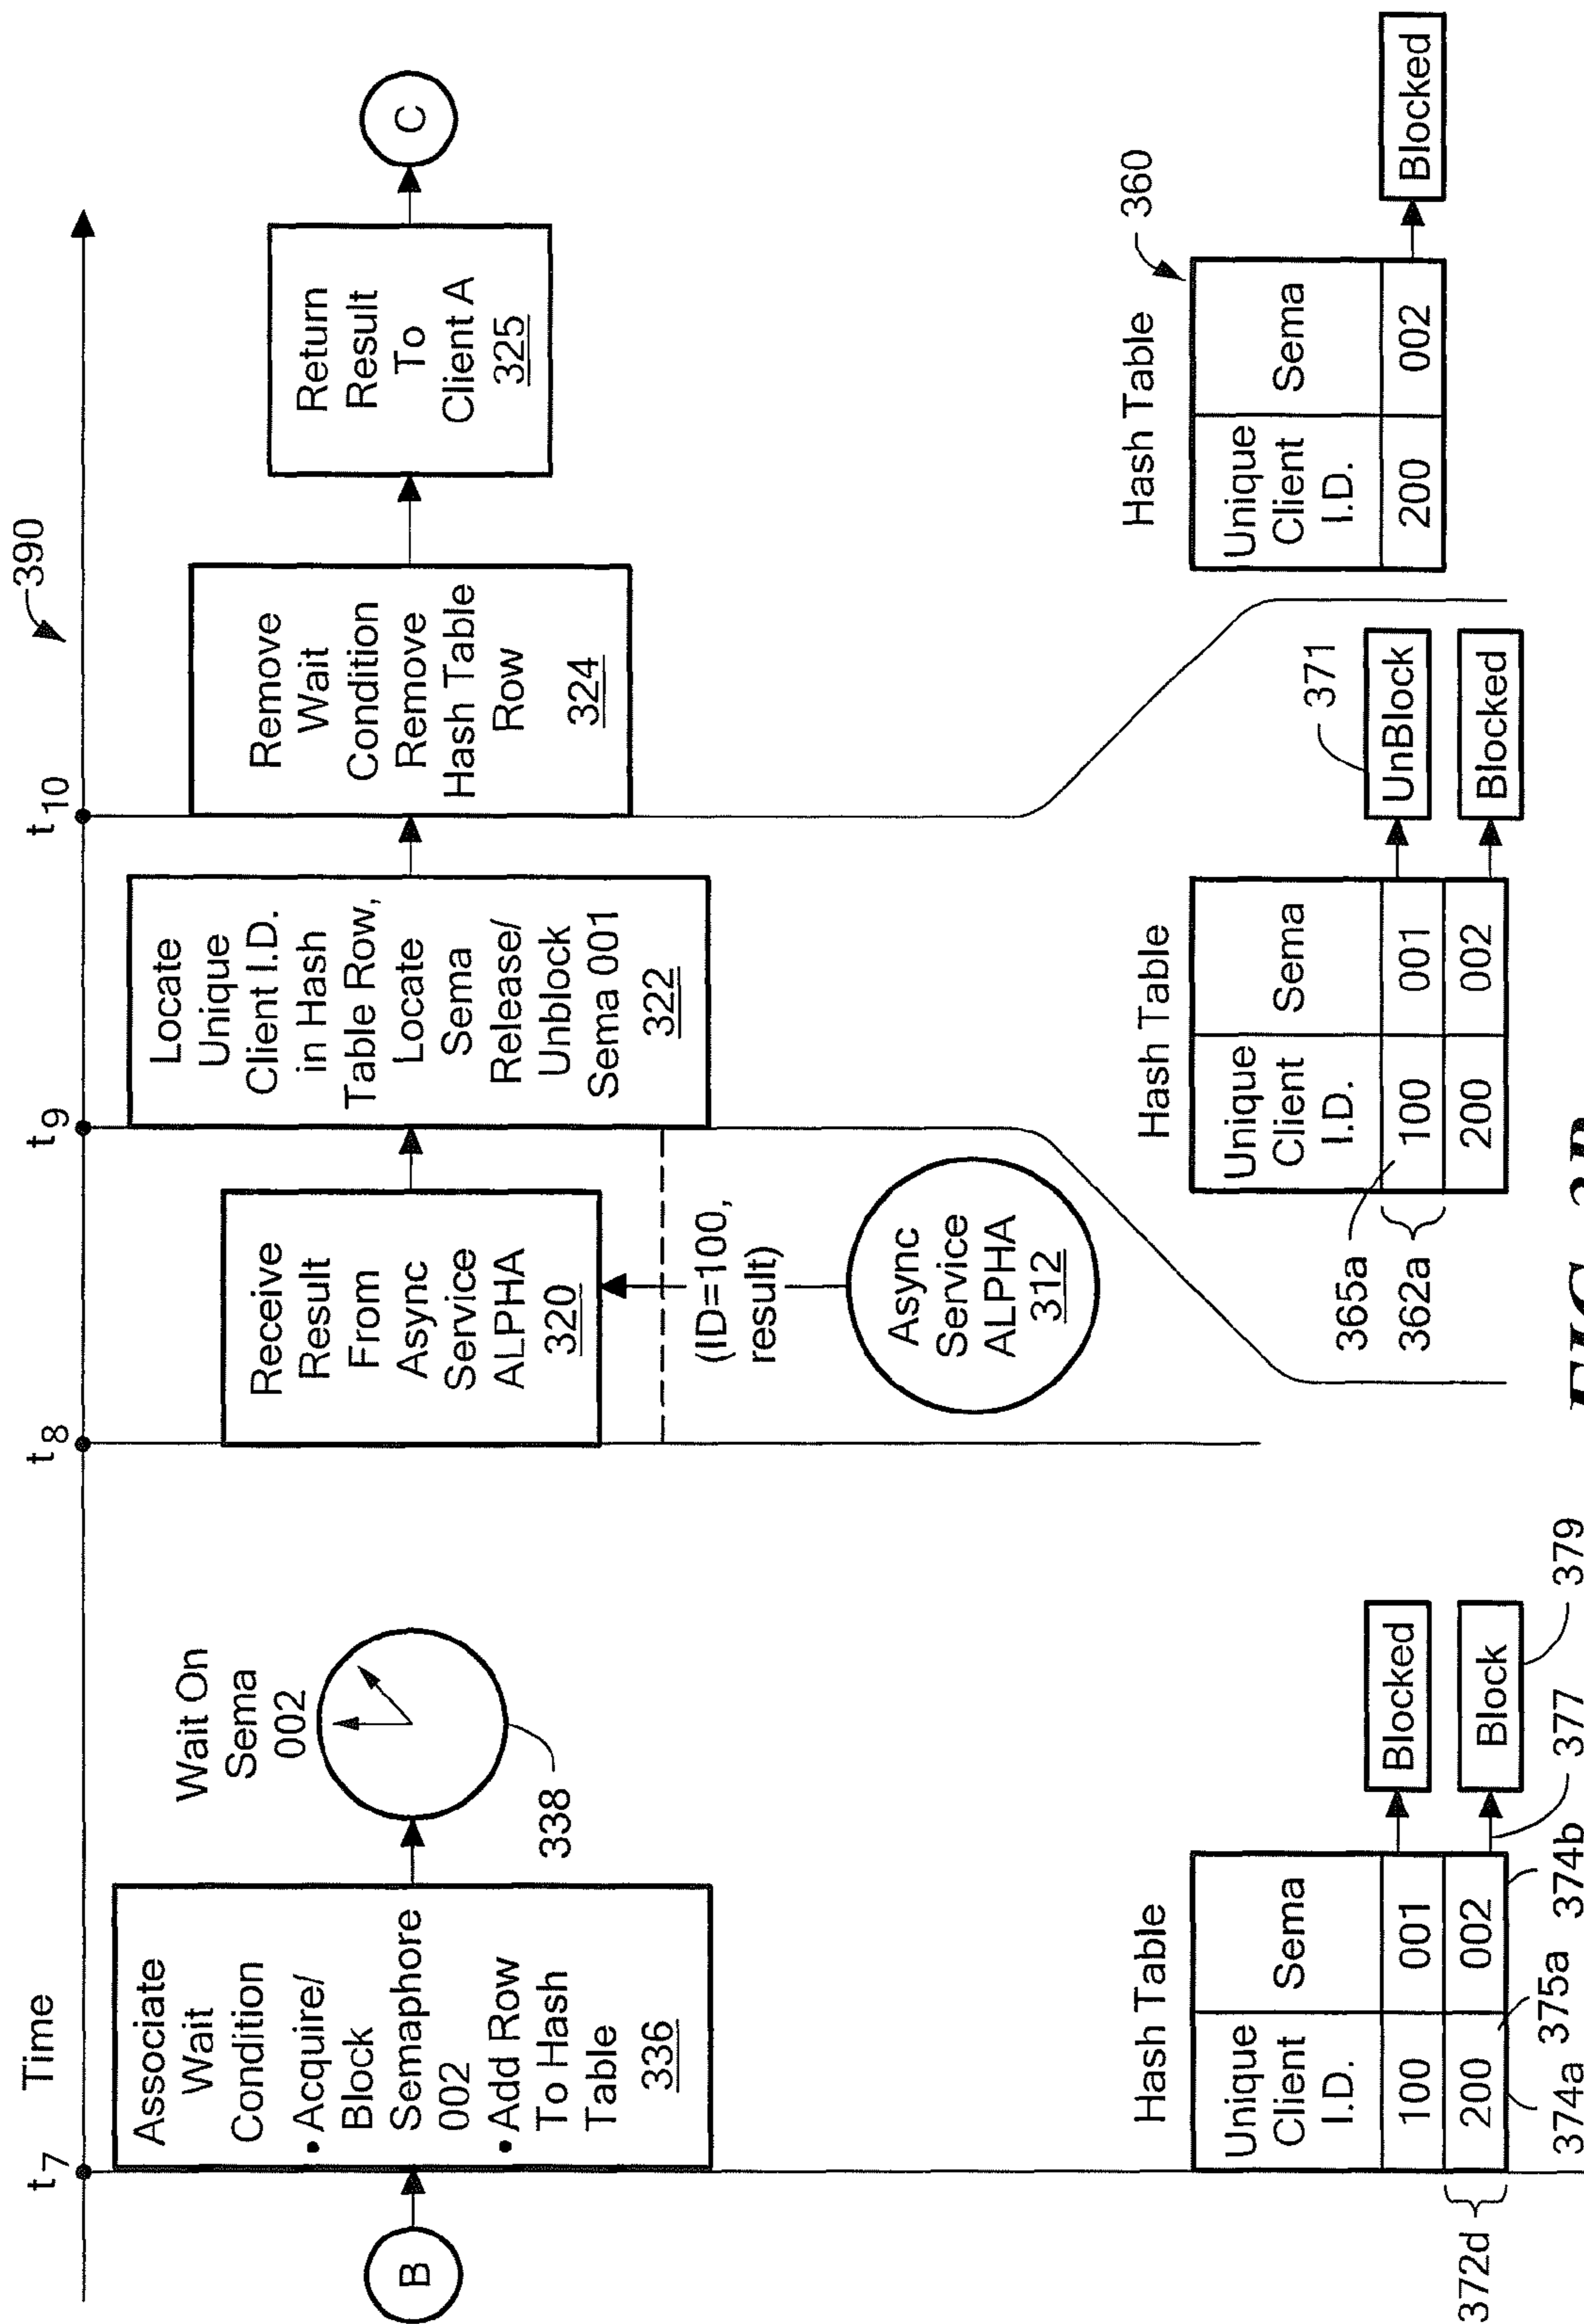 Time
390
t7
t8
t9
t10
B
Associate
Wait
Condition
• Acquire/
Block
Semaphore
002
• Add Row
To Hash
Table
336
Wait On
Sema
002
338
Receive
Result
From
Async
Service
ALPHA
320
(ID=100,
result)
Async
Service
ALPHA
312
Locate
Unique
Client I.D.
in Hash
Table Row,
Locate
Sema
Release/
Unblock
Sema 001
322
Remove
Wait
Condition
Remove
Hash Table
Row
324
Return
Result
To
Client A
325
C
Hash Table
Unique Client I.D.
Sema
100 001 Blocked
200 002 Block
372d
374a
375a
374b
377
379
Hash Table
Unique Client I.D.
Sema
100 001 UnBlock
200 002 Blocked
365a
362a
371
Hash Table
360
Unique Client I.D.
Sema
200 002 Blocked